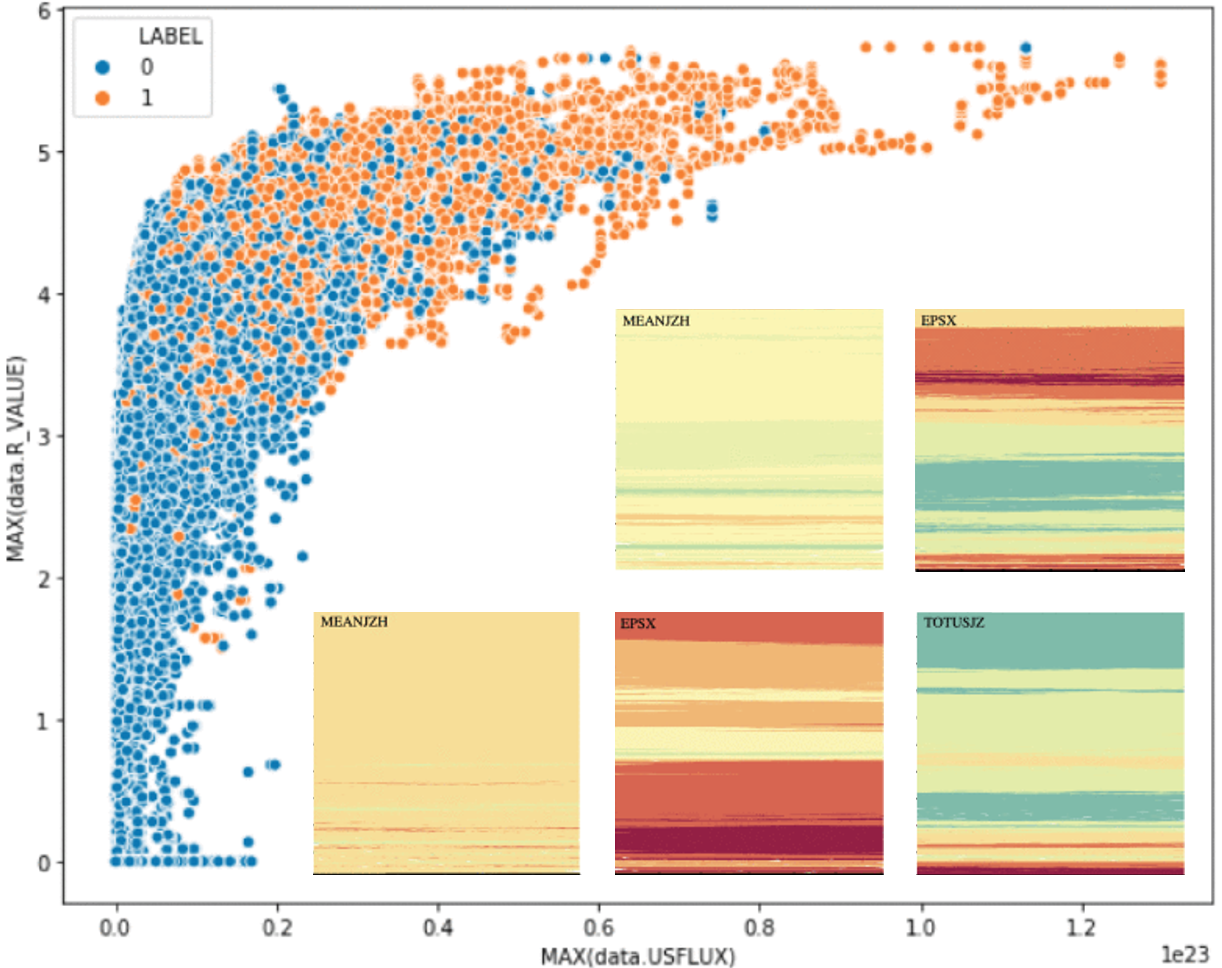 LABEL
0
1
6
5
4
3
2
1
0
MAX(data.R_VALUE)
MEANJZH
EPSX
MEANJZH
EPSX
TOTUSJZ
0.0 0.2 0.4 0.6 0.8 1.0 1.2
MAX(data.USFLUX)
1e23